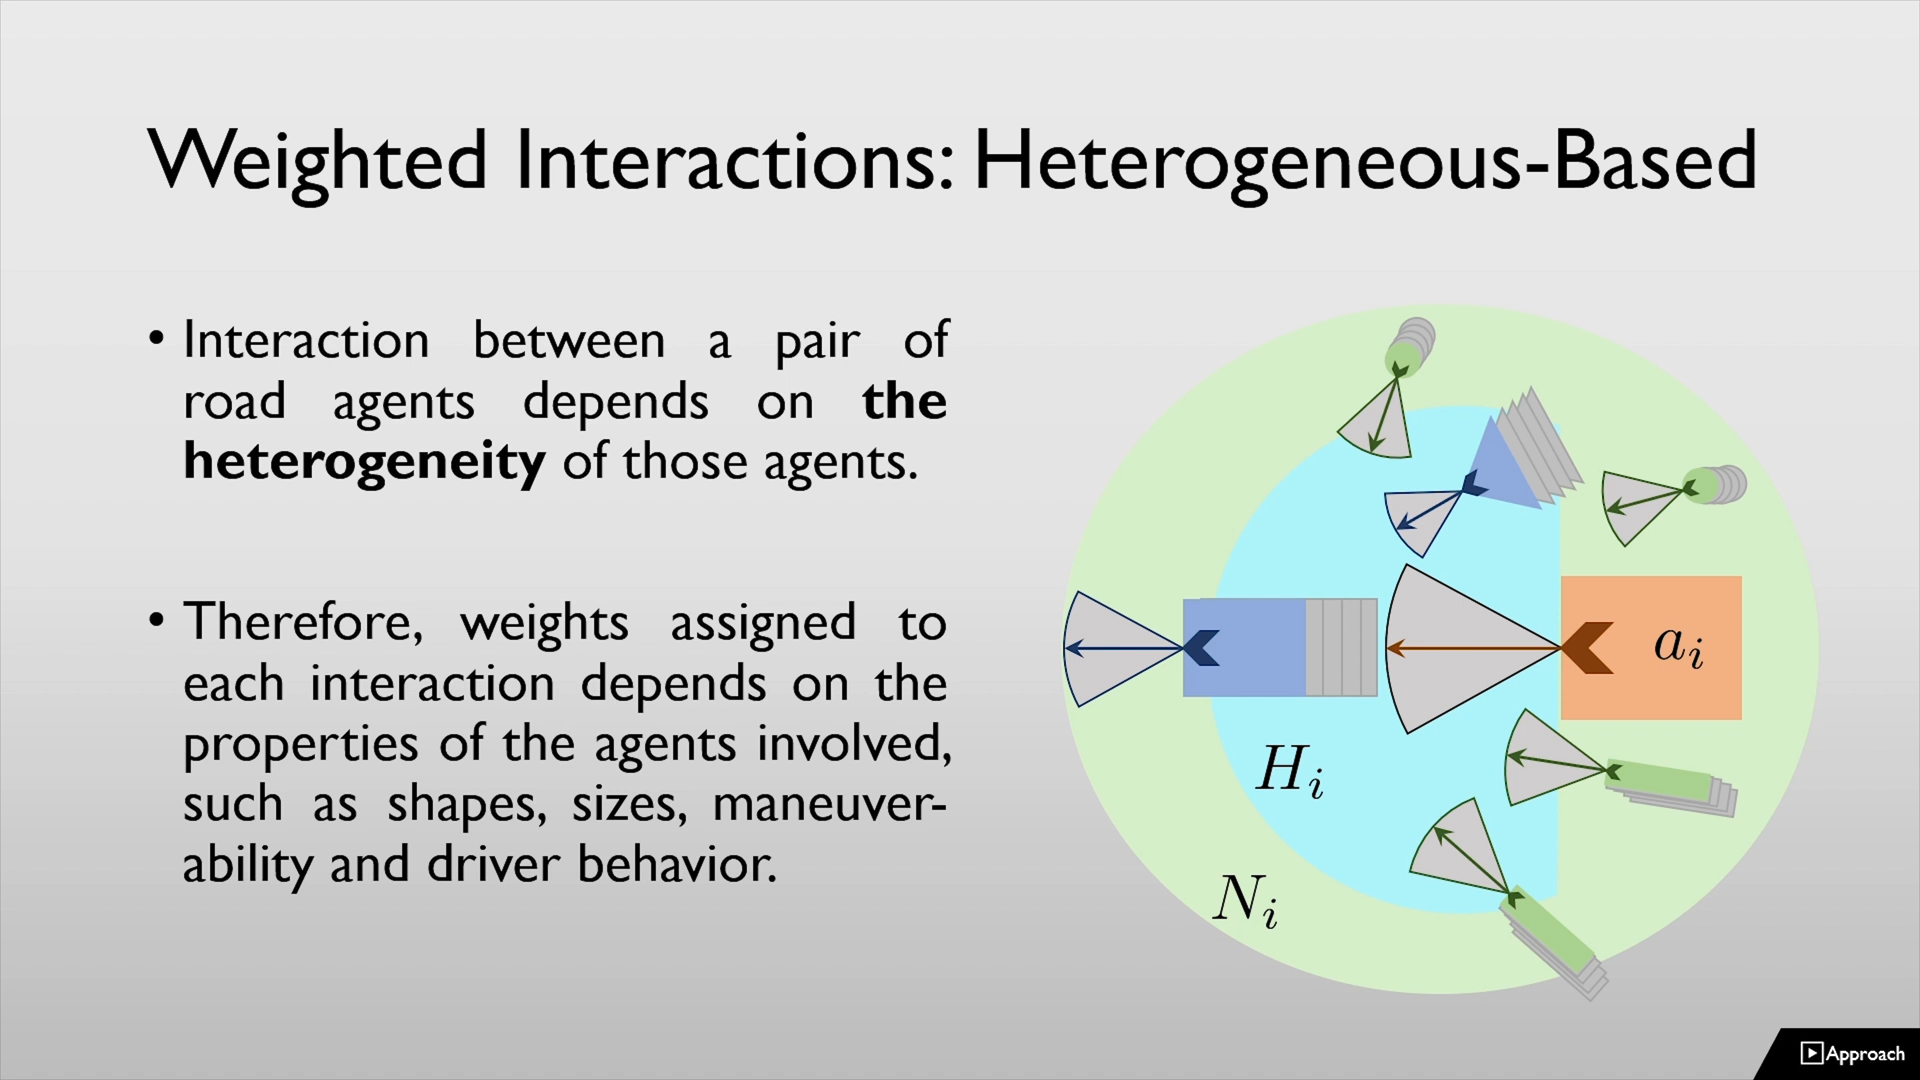 Weighted Interactions: Heterogeneous-Based
• Interaction between a pair of
road agents depends on the
heterogeneity of those agents.
• Therefore, weights assigned to
each interaction depends on the
properties of the agents involved,
such as shapes, sizes, maneuver-
ability and driver behavior.
a_i
H_i
N_i
Approach